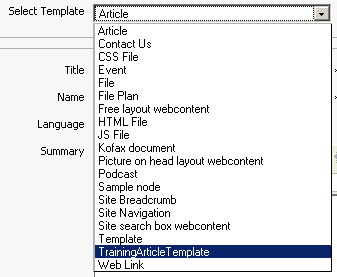 Select Template Article
Article
Contact Us
CSS File
Event
File
Title
File Plan
Name
Free layout webcontent
HTML File
Language
JS File
Kofax document
Summary
Picture on head layout webcontent
Podcast
Sample node
Site Breadcrumb
Site Navigation
Site search box webcontent
Template
TrainingArticleTemplate
Web Link